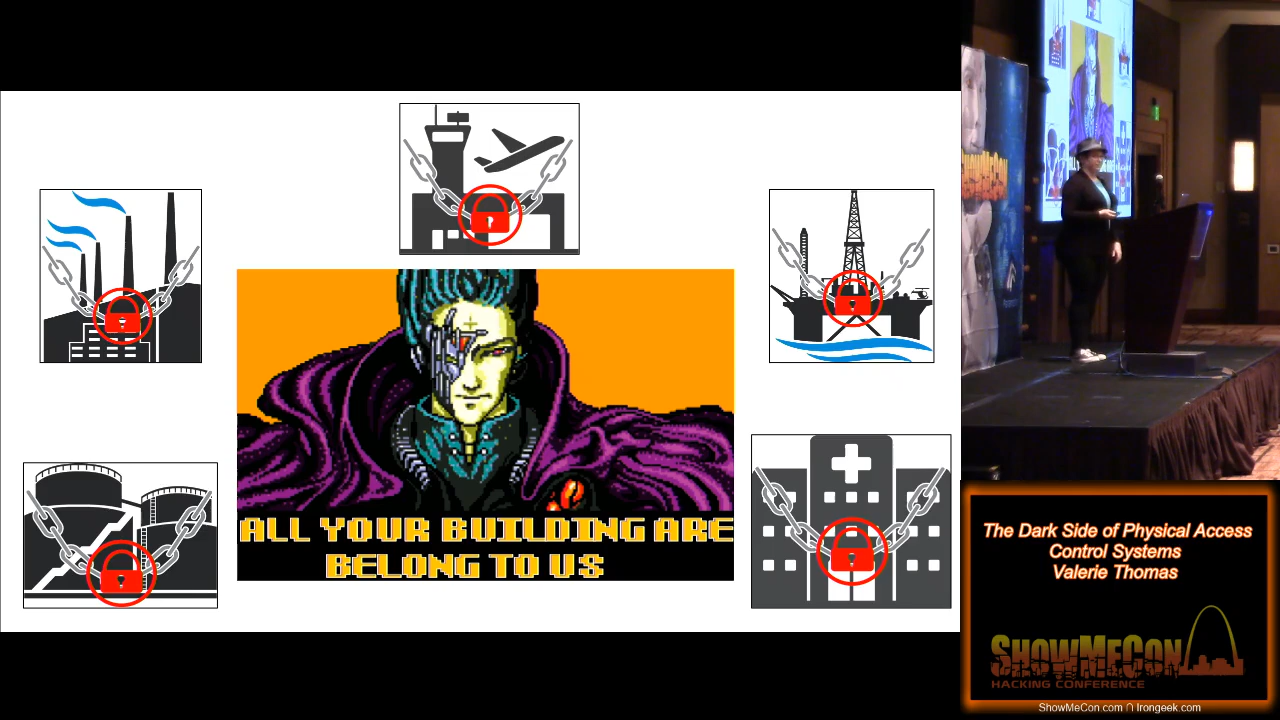 ALL YOUR BUILDING ARE
BELONG TO US
The Dark Side of Physical Access
Control Systems
Valerie Thomas
SHOWMECON
HACKING CONFERENCE
ShowMeCon.com ∩ Irongeek.com